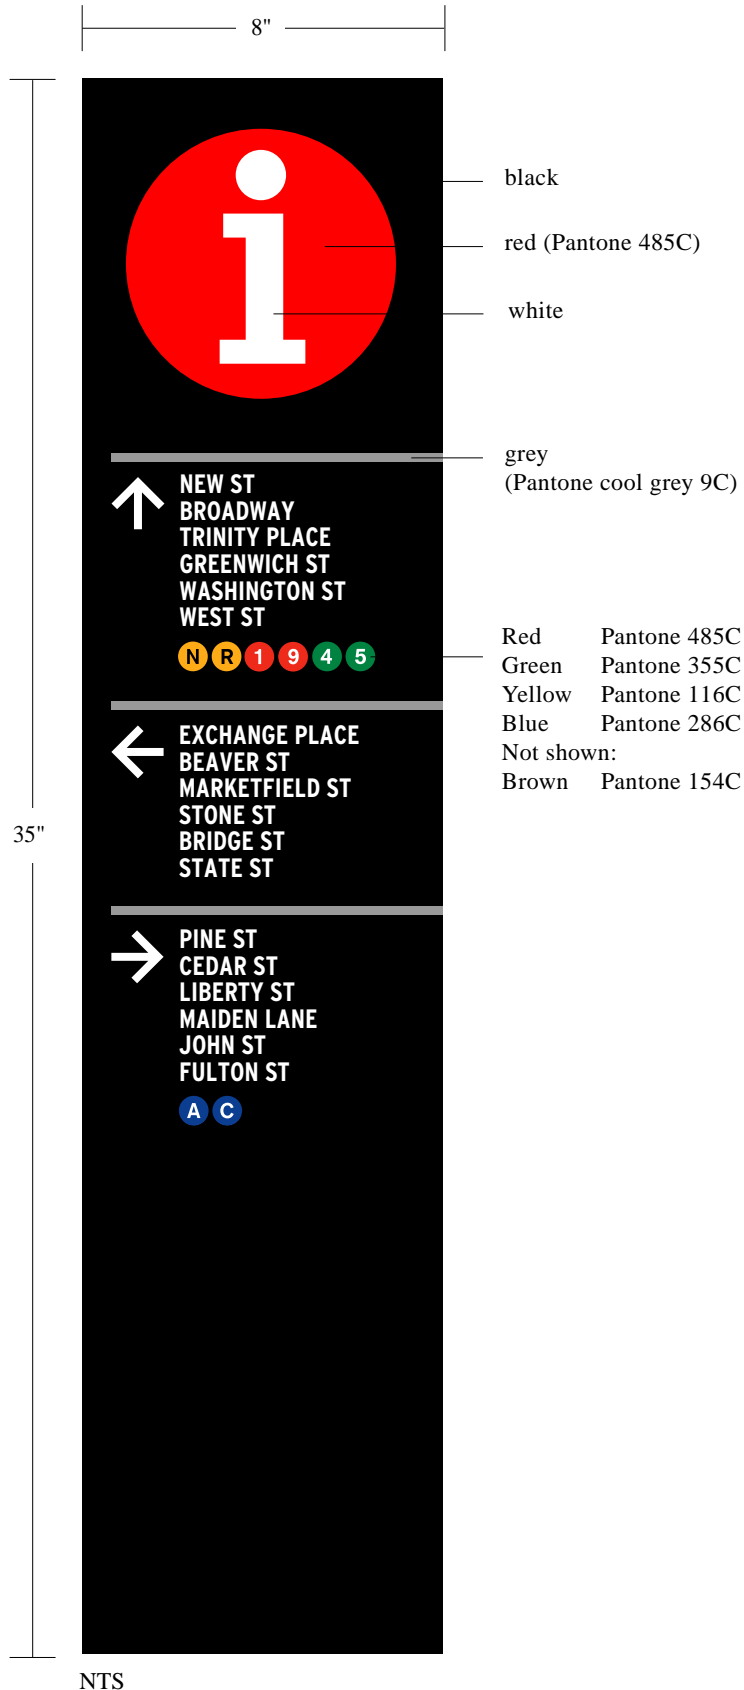 8"
i
black
red (Pantone 485C)
white
grey
(Pantone cool grey 9C)
NEW ST
BROADWAY
TRINITY PLACE
GREENWICH ST
WASHINGTON ST
WEST ST
N R 1 9 4 5
Red Pantone 485C
Green Pantone 355C
Yellow Pantone 116C
Blue Pantone 286C
Not shown:
Brown Pantone 154C
EXCHANGE PLACE
BEAVER ST
MARKETFIELD ST
STONE ST
BRIDGE ST
STATE ST
35"
PINE ST
CEDAR ST
LIBERTY ST
MAIDEN LANE
JOHN ST
FULTON ST
A C
NTS